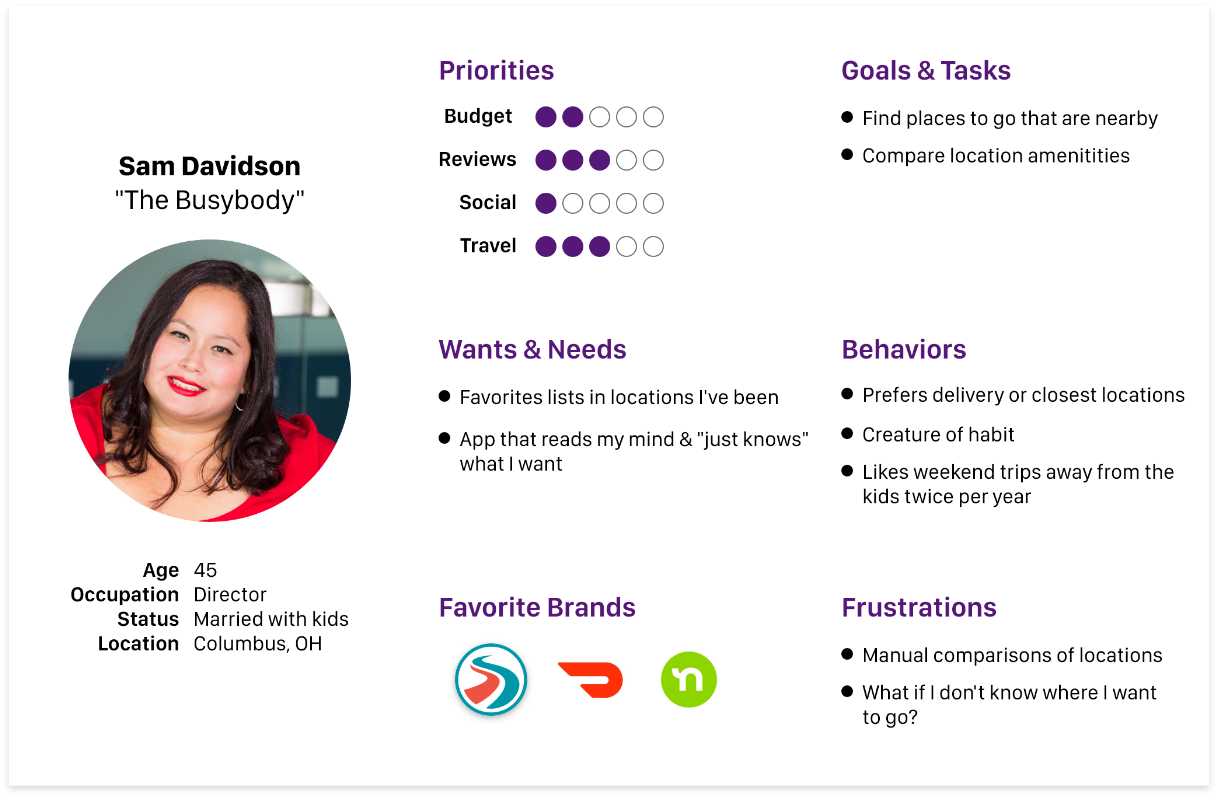 Sam Davidson
"The Busybody"
Age 45
Occupation Director
Status Married with kids
Location Columbus, OH
Priorities
Budget
Reviews
Social
Travel
Goals & Tasks
Find places to go that are nearby
Compare location amenitities
Wants & Needs
Favorites lists in locations I've been
App that reads my mind & "just knows"
what I want
Behaviors
Prefers delivery or closest locations
Creature of habit
Likes weekend trips away from the
kids twice per year
Favorite Brands
n
Frustrations
Manual comparisons of locations
What if I don't know where I want
to go?